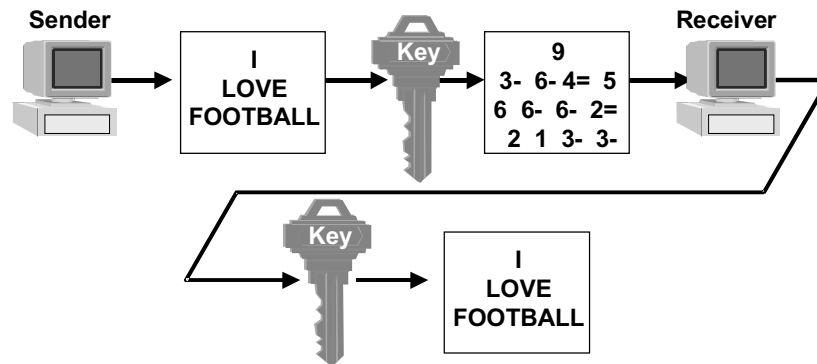 Sender
Receiver
I
LOVE
FOOTBALL
Key
9
3- 6- 4= 5
6 6- 6- 2=
2 1 3- 3-
Key
I
LOVE
FOOTBALL